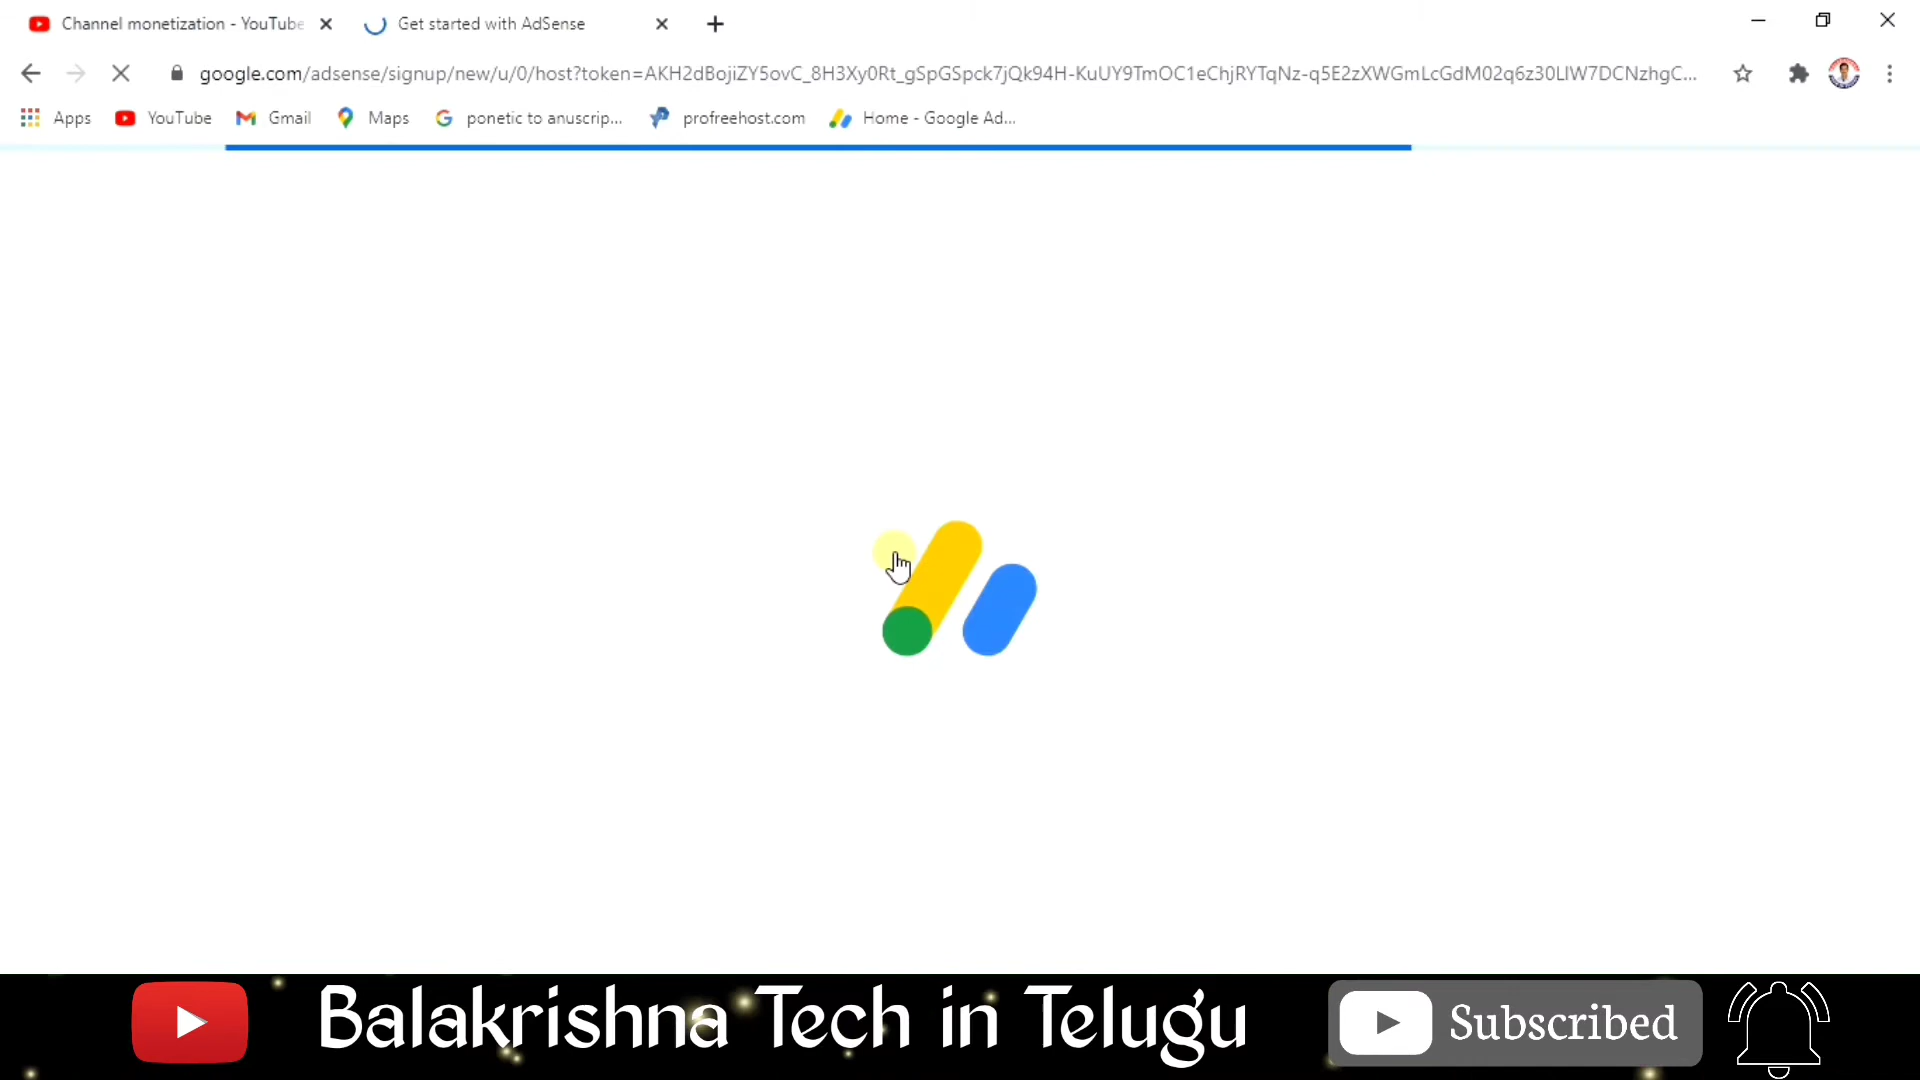 Channel monetization - YouTube
Get started with AdSense
google.com/adsense/signup/new/u/0/host?token=AKH2dBojiZY5ovC_8H3Xy0Rt_gSpGSpck7jQk94H-KuUY9TmOC1eChjRYTqNz-q5E2zXWGmLcGdM02q6z30LIW7DCNzhgC...
Apps YouTube Gmail Maps ponetic to anuscrip... profreehost.com Home - Google Ad...
Balakrishna Tech in Telugu Subscribed